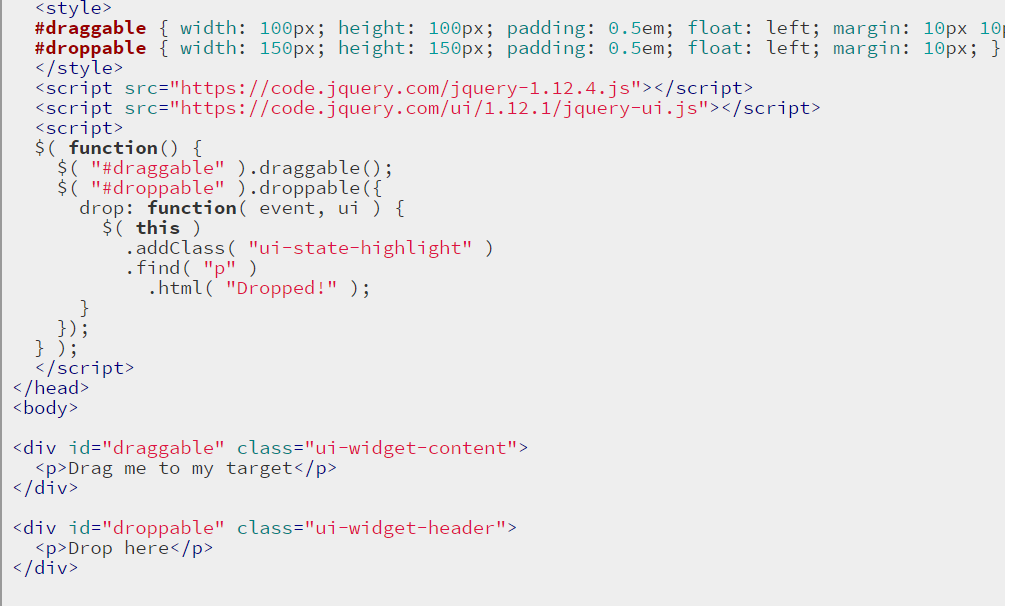 <style>
#draggable { width: 100px; height: 100px; padding: 0.5em; float: left; margin: 10px 10
#droppable { width: 150px; height: 150px; padding: 0.5em; float: left; margin: 10px; }
</style>
<script src="https://code.jquery.com/jquery-1.12.4.js"></script>
<script src="https://code.jquery.com/ui/1.12.1/jquery-ui.js"></script>
<script>
$( function() {
$( "#draggable" ).draggable();
$( "#droppable" ).droppable({
drop: function( event, ui ) {
$( this )
.addClass( "ui-state-highlight" )
.find( "p" )
.html( "Dropped!" );
}
});
} );
</script>
</head>
<body>
<div id="draggable" class="ui-widget-content">
<p>Drag me to my target</p>
</div>
<div id="droppable" class="ui-widget-header">
<p>Drop here</p>
</div>